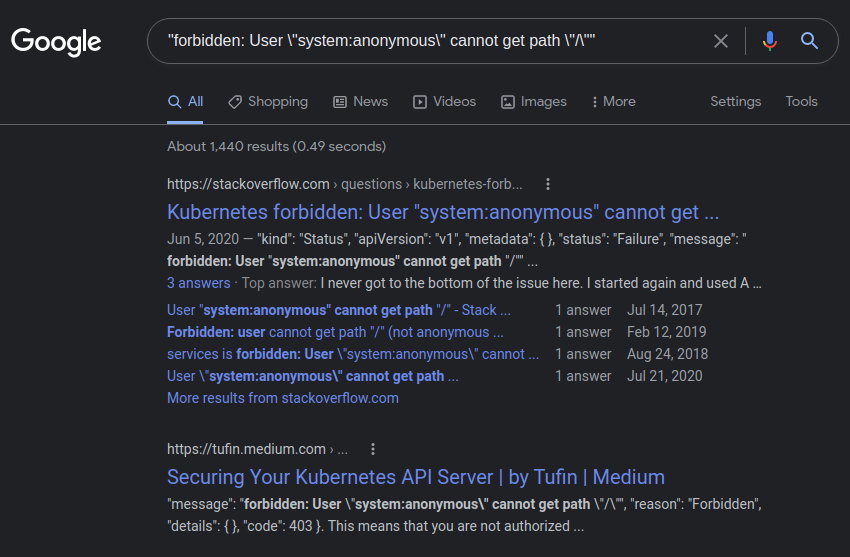 Google
"forbidden: User \"system:anonymous\" cannot get path \"/\""
All Shopping News Videos Images More Settings Tools
About 1,440 results (0.49 seconds)
https://stackoverflow.com › questions › kubernetes-forb...
Kubernetes forbidden: User "system:anonymous" cannot get ...
Jun 5, 2020 — "kind": "Status", "apiVersion": "v1", "metadata": { }, "status": "Failure", "message": "
forbidden: User "system:anonymous" cannot get path "/"" ...
3 answers · Top answer: I never got to the bottom of the issue here. I started again and used A ...
User "system:anonymous" cannot get path "/" - Stack ... 1 answer Jul 14, 2017
Forbidden: user cannot get path "/" (not anonymous ... 1 answer Feb 12, 2019
services is forbidden: User \"system:anonymous\" cannot ... 1 answer Aug 24, 2018
User \"system:anonymous\" cannot get path ... 1 answer Jul 21, 2020
More results from stackoverflow.com
https://tufin.medium.com › ...
Securing Your Kubernetes API Server | by Tufin | Medium
"message": "forbidden: User \"system:anonymous\" cannot get path \"/\"", "reason": "Forbidden",
"details": { }, "code": 403 }. This means that you are not authorized ...